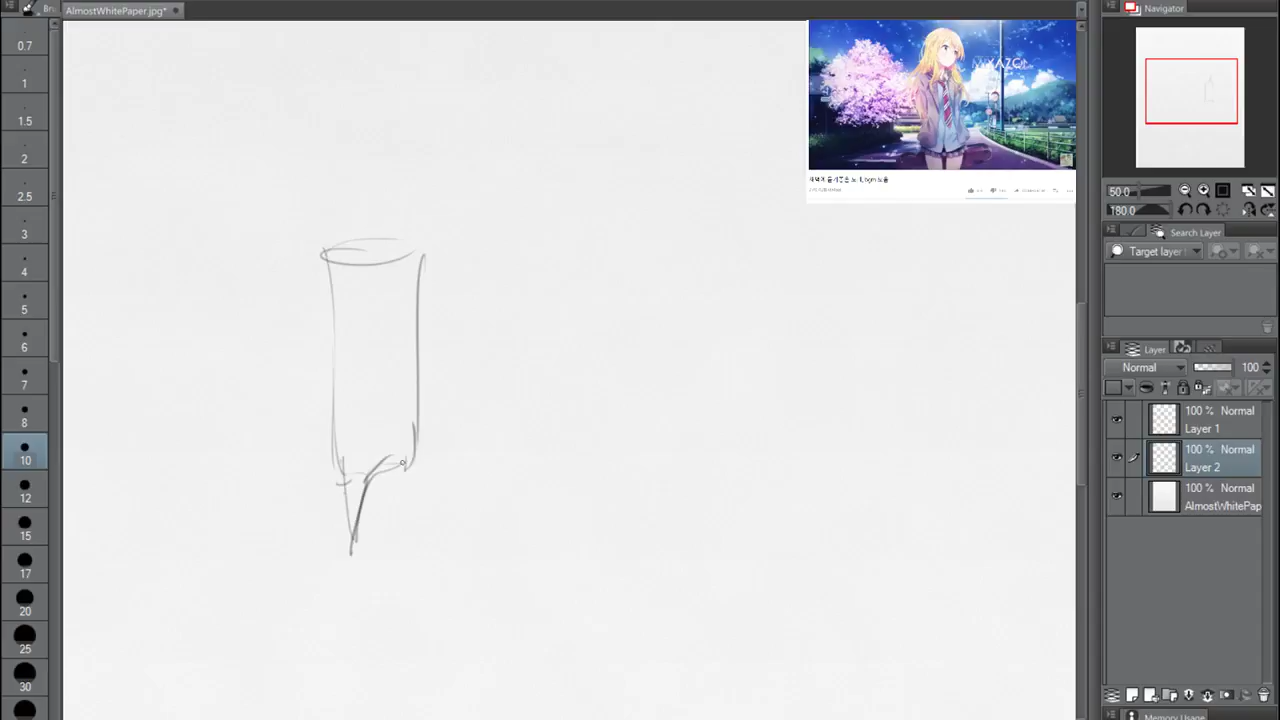 AlmostWhitePaper.jpg*
Navigator
0.7
1
1.5
2
2.5
3
4
5
6
7
8
10
12
15
17
20
25
30
50.0
180.0
Search Layer
Target layer
Layer
Normal
100
100 % Normal
Layer 1
100 % Normal
Layer 2
100 % Normal
AlmostWhitePap
Memory Usage